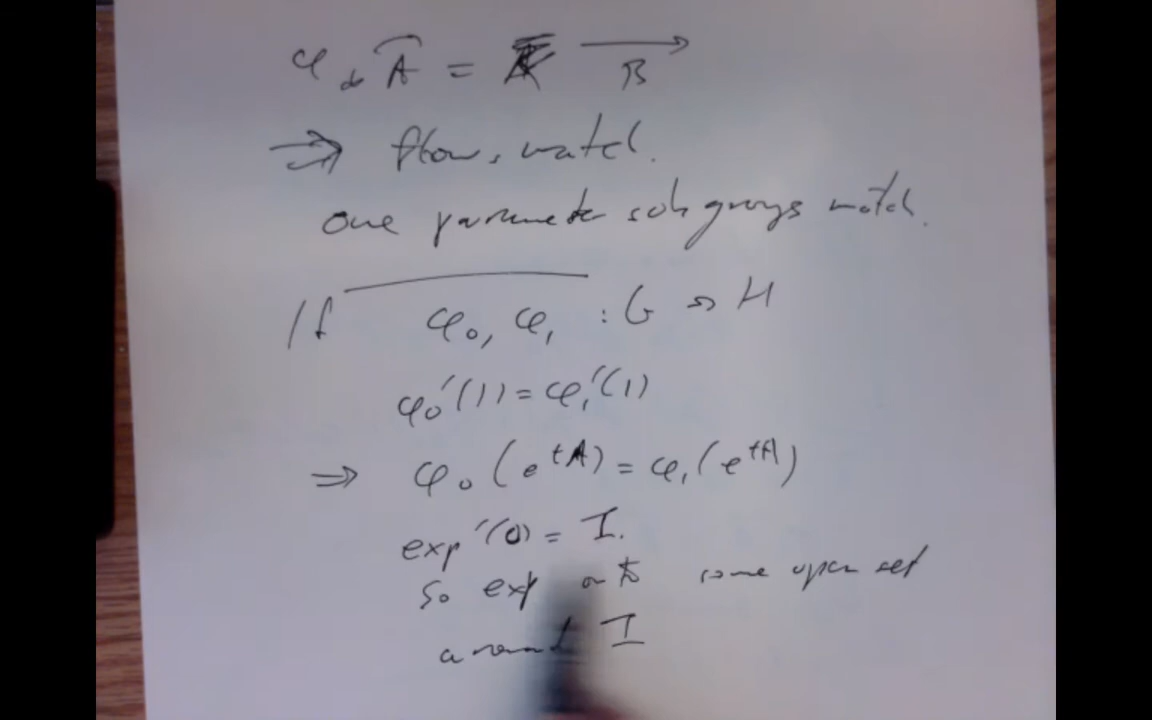 φ_* A⃗ = B⃗
⇒ flows match.
one parameter subgroups match.
If φ₀, φ₁ : G → H
φ₀′(1) = φ₁′(1)
⇒ φ₀(e^{tA}) = φ₁(e^{tA})
exp′(0) = I.
So exp onto some open set
around I